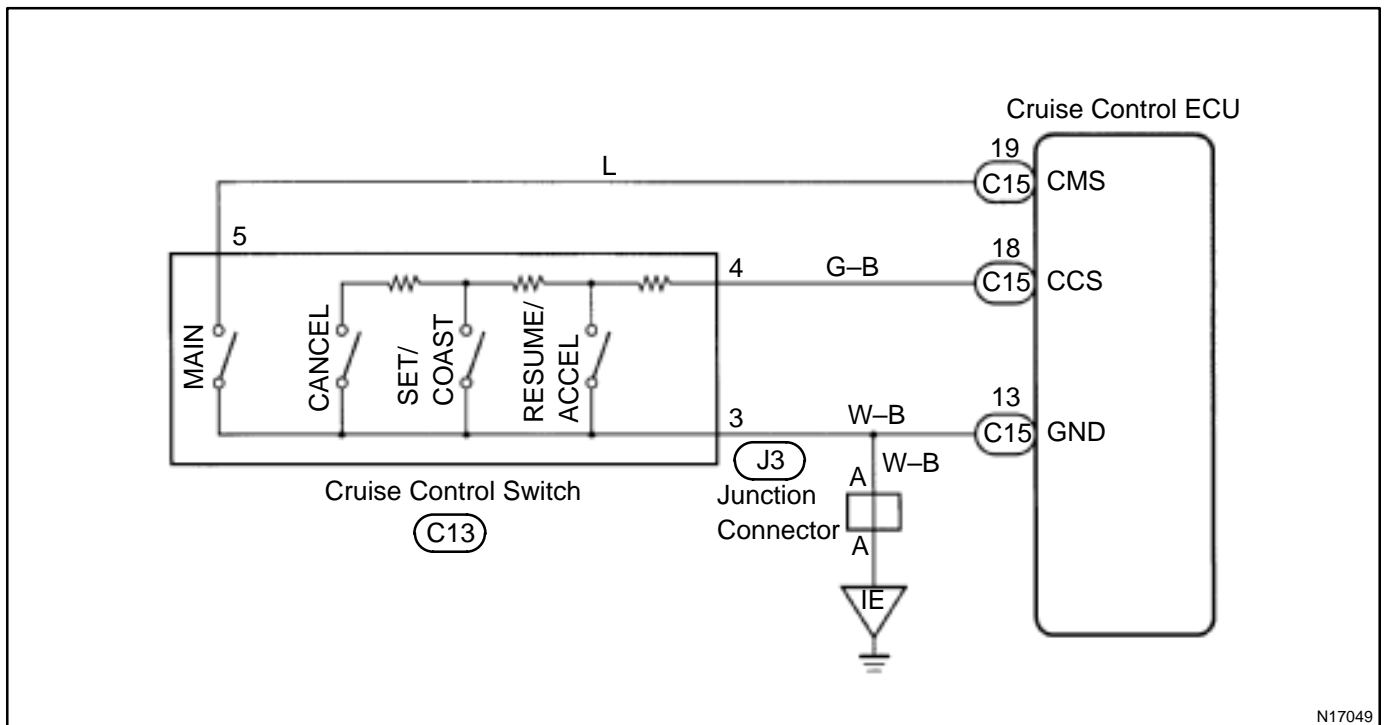 Cruise Control ECU
19
L
C15
CMS
5
18
4
G–B
C15
CCS
MAIN
CANCEL
SET/
COAST
RESUME/
ACCEL
13
3
W–B
C15
GND
J3
W–B
A
Cruise Control Switch
Junction
Connector
C13
A
IE
N17049